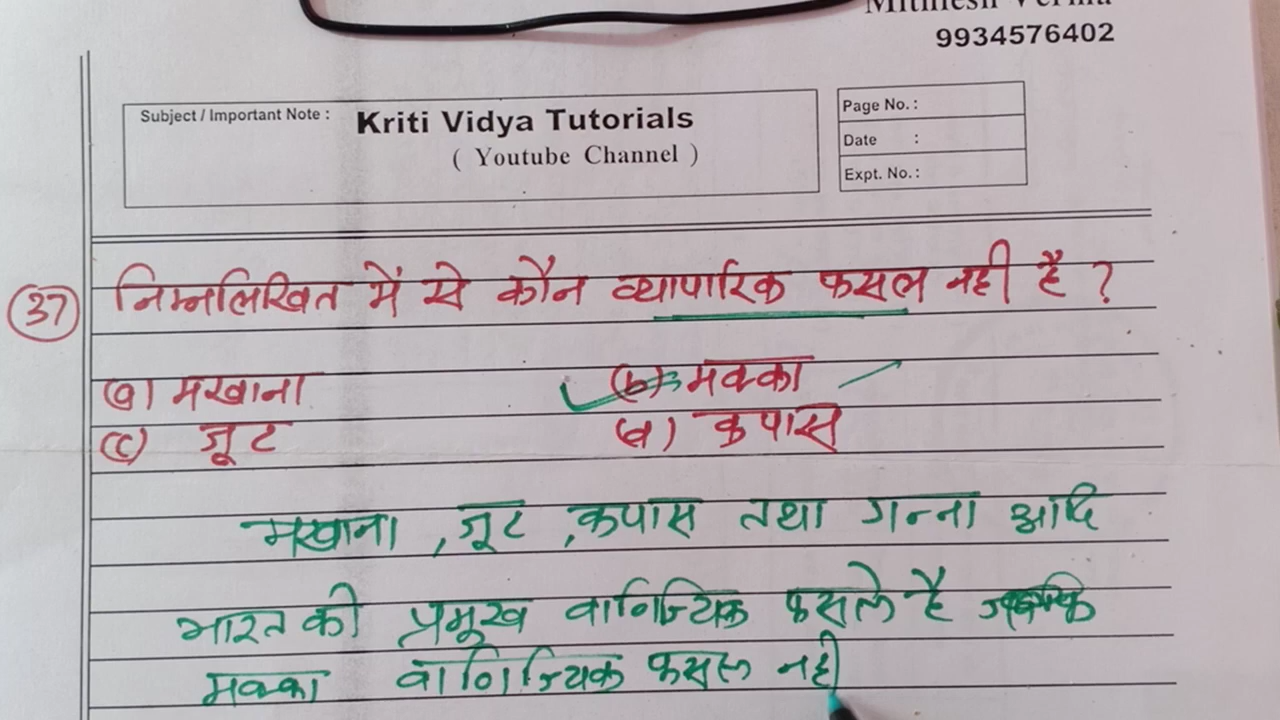 9934576402
Subject / Important Note : Kriti Vidya Tutorials
( Youtube Channel )
Page No. :
Date :
Expt. No. :
37 निम्नलिखित में से कौन व्यापारिक फसल नही है ?
(a) मखाना (b) मक्का
(c) जूट (d) कपास
मखाना , जूट , कपास तथा गन्ना आदि
भारत की प्रमुख वाणिज्यिक फसले है जबकि
मक्का वाणिज्यिक फसल नही